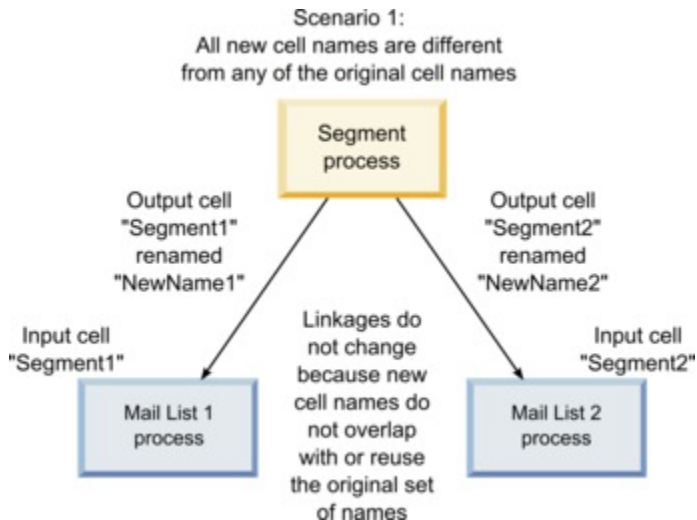 Scenario 1:
All new cell names are different
from any of the original cell names
Segment
process
Output cell
"Segment1"
renamed
"NewName1"
Output cell
"Segment2"
renamed
"NewName2"
Input cell
"Segment1"
Linkages do
not change
because new
cell names do
not overlap
with or reuse
the original set
of names
Input cell
"Segment2"
Mail List 1
process
Mail List 2
process